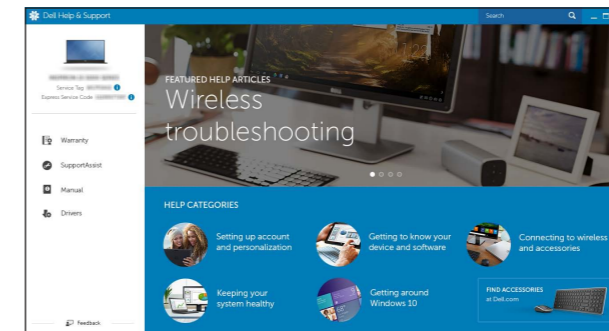 Dell Help & Support
Search
Service Tag:
Express Service Code:
Warranty
SupportAssist
Manual
Drivers
Feedback
FEATURED HELP ARTICLES
Wireless
troubleshooting
HELP CATEGORIES
Setting up account
and personalization
Getting to know your
device and software
Connecting to wireless
and accessories
Keeping your
system healthy
Getting around
Windows 10
FIND ACCESSORIES
at Dell.com